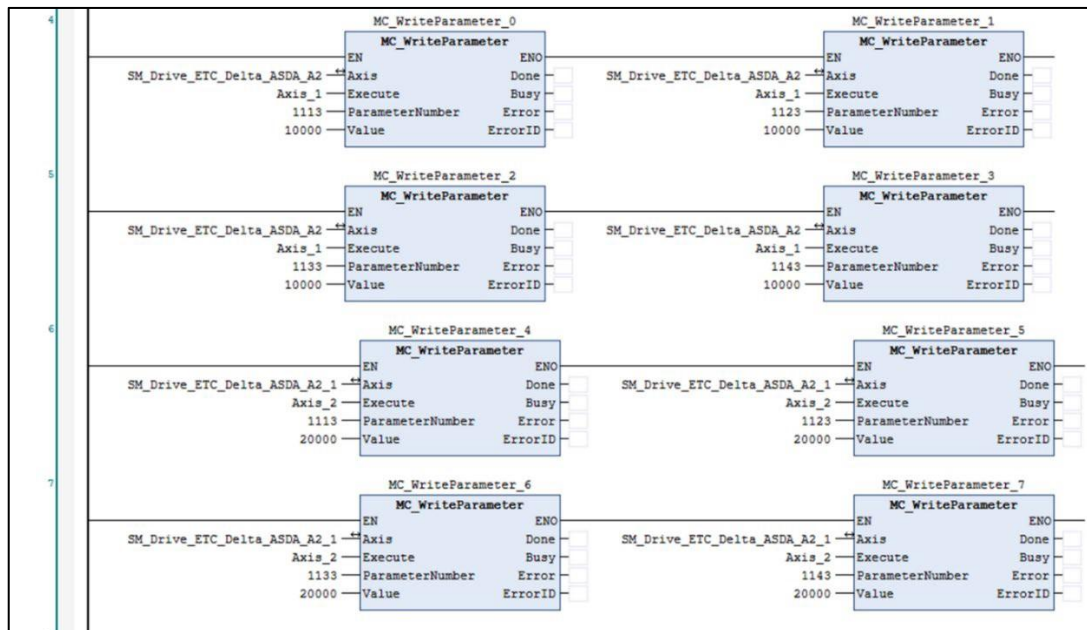 4
MC_WriteParameter_0 MC_WriteParameter_1
MC_WriteParameter MC_WriteParameter
EN ENO EN ENO
SM_Drive_ETC_Delta_ASDA_A2 Axis Done SM_Drive_ETC_Delta_ASDA_A2 Axis Done
Axis_1 Execute Busy Axis_1 Execute Busy
1113 ParameterNumber Error 1123 ParameterNumber Error
10000 Value ErrorID 10000 Value ErrorID
5
MC_WriteParameter_2 MC_WriteParameter_3
MC_WriteParameter MC_WriteParameter
EN ENO EN ENO
SM_Drive_ETC_Delta_ASDA_A2 Axis Done SM_Drive_ETC_Delta_ASDA_A2 Axis Done
Axis_1 Execute Busy Axis_1 Execute Busy
1133 ParameterNumber Error 1143 ParameterNumber Error
10000 Value ErrorID 10000 Value ErrorID
6
MC_WriteParameter_4 MC_WriteParameter_5
MC_WriteParameter MC_WriteParameter
EN ENO EN ENO
SM_Drive_ETC_Delta_ASDA_A2_1 Axis Done SM_Drive_ETC_Delta_ASDA_A2_1 Axis Done
Axis_2 Execute Busy Axis_2 Execute Busy
1113 ParameterNumber Error 1123 ParameterNumber Error
20000 Value ErrorID 20000 Value ErrorID
7
MC_WriteParameter_6 MC_WriteParameter_7
MC_WriteParameter MC_WriteParameter
EN ENO EN ENO
SM_Drive_ETC_Delta_ASDA_A2_1 Axis Done SM_Drive_ETC_Delta_ASDA_A2_1 Axis Done
Axis_2 Execute Busy Axis_2 Execute Busy
1133 ParameterNumber Error 1143 ParameterNumber Error
20000 Value ErrorID 20000 Value ErrorID